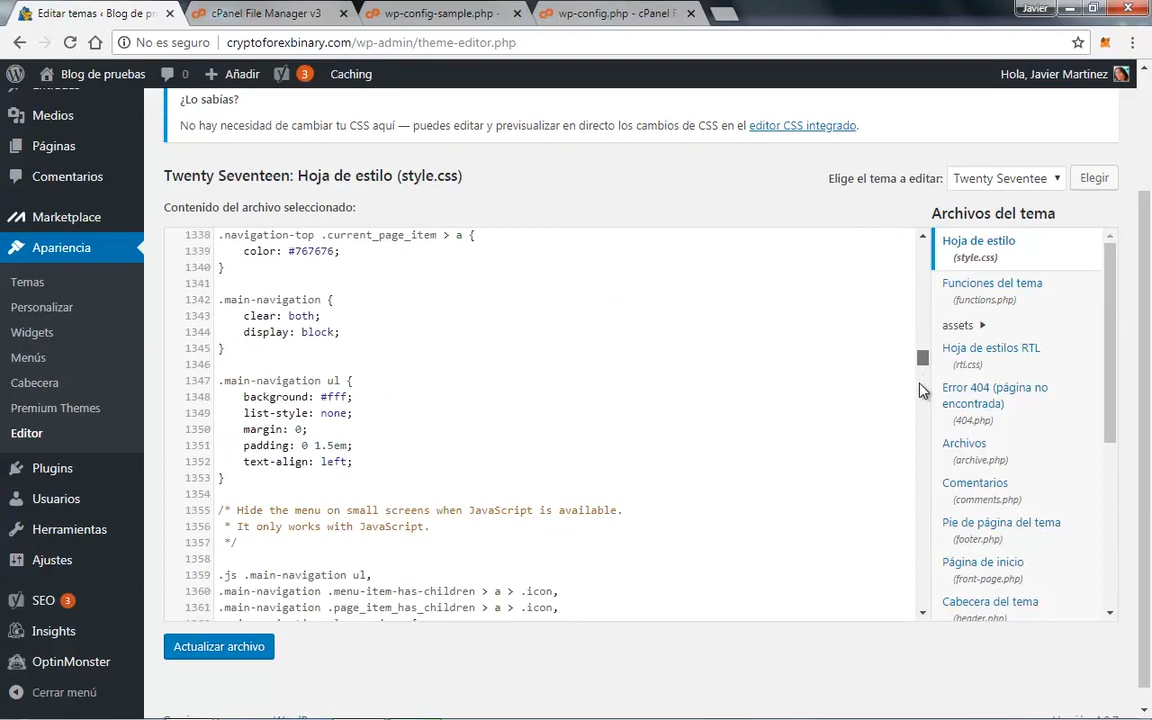 Editar temas ‹ Blog de pr
cPanel File Manager v3
wp-config-sample.php -
wp-config.php - cPanel F
Javier
No es seguro
cryptoforexbinary.com/wp-admin/theme-editor.php
Blog de pruebas
0
Añadir
3
Caching
Hola, Javier Martinez
Entradas
Medios
Páginas
Comentarios
Marketplace
Apariencia
Temas
Personalizar
Widgets
Menús
Cabecera
Premium Themes
Editor
Plugins
Usuarios
Herramientas
Ajustes
SEO 3
Insights
OptinMonster
Cerrar menú
¿Lo sabías?
No hay necesidad de cambiar tu CSS aquí — puedes editar y previsualizar en directo los cambios de CSS en el editor CSS integrado.
Twenty Seventeen: Hoja de estilo (style.css)
Elige el tema a editar:
Twenty Seventee
Elegir
Contenido del archivo seleccionado:
1338 .navigation-top .current_page_item > a {
1339 color: #767676;
1340 }
1341
1342 .main-navigation {
1343 clear: both;
1344 display: block;
1345 }
1346
1347 .main-navigation ul {
1348 background: #fff;
1349 list-style: none;
1350 margin: 0;
1351 padding: 0 1.5em;
1352 text-align: left;
1353 }
1354
1355 /* Hide the menu on small screens when JavaScript is available.
1356 * It only works with JavaScript.
1357 */
1358
1359 .js .main-navigation ul,
1360 .main-navigation .menu-item-has-children > a > .icon,
1361 .main-navigation .page_item_has_children > a > .icon,
Actualizar archivo
Archivos del tema
Hoja de estilo
(style.css)
Funciones del tema
(functions.php)
assets
Hoja de estilos RTL
(rtl.css)
Error 404 (página no
encontrada)
(404.php)
Archivos
(archive.php)
Comentarios
(comments.php)
Pie de página del tema
(footer.php)
Página de inicio
(front-page.php)
Cabecera del tema
(header.php)